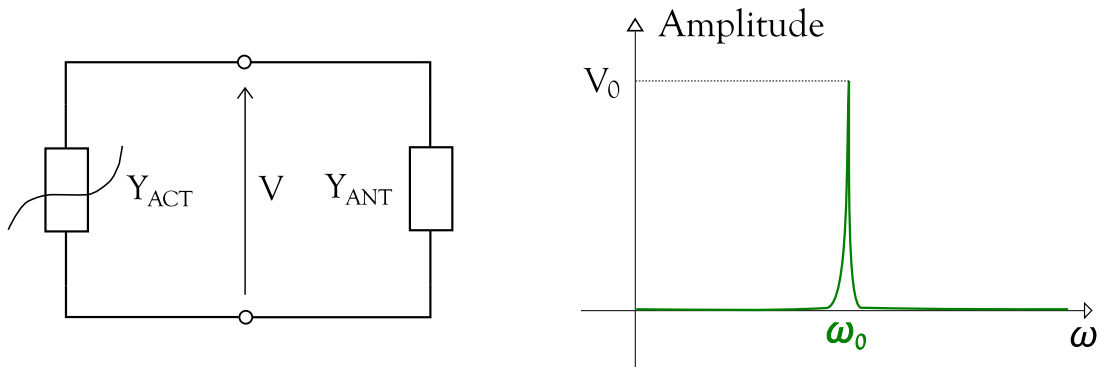 Y_ACT
V
Y_ANT
Amplitude
V_0
ω_0
ω